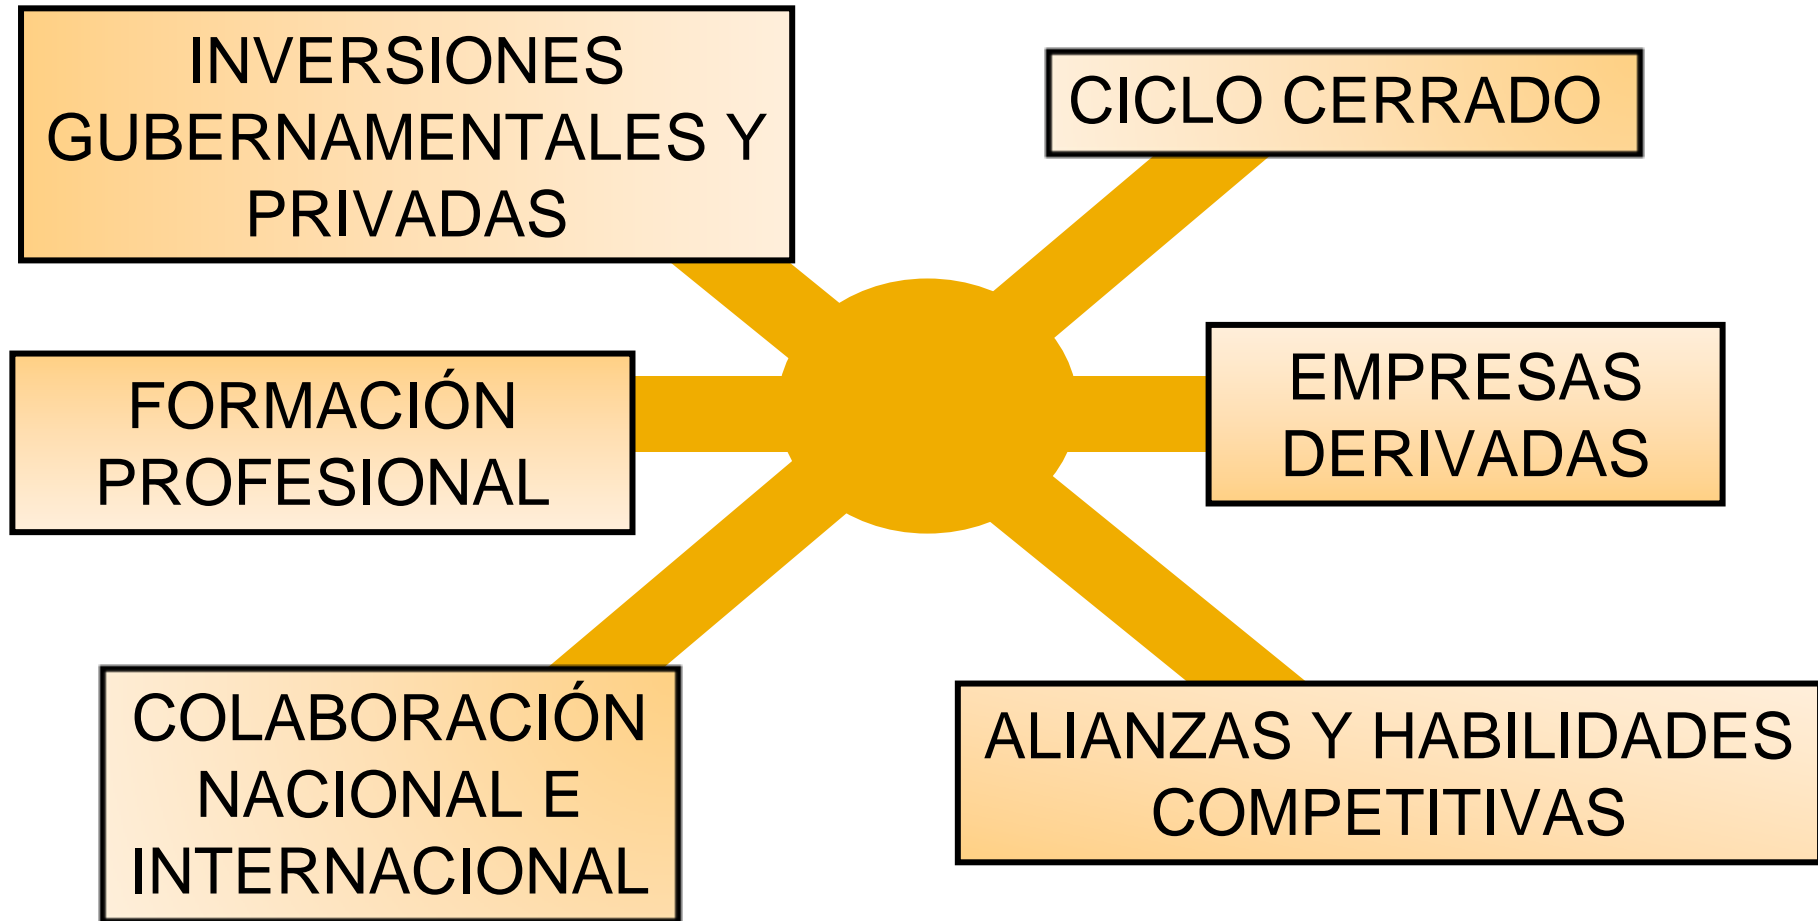 INVERSIONES
GUBERNAMENTALES Y
PRIVADAS
CICLO CERRADO
FORMACIÓN
PROFESIONAL
EMPRESAS
DERIVADAS
COLABORACIÓN
NACIONAL E
INTERNACIONAL
ALIANZAS Y HABILIDADES
COMPETITIVAS